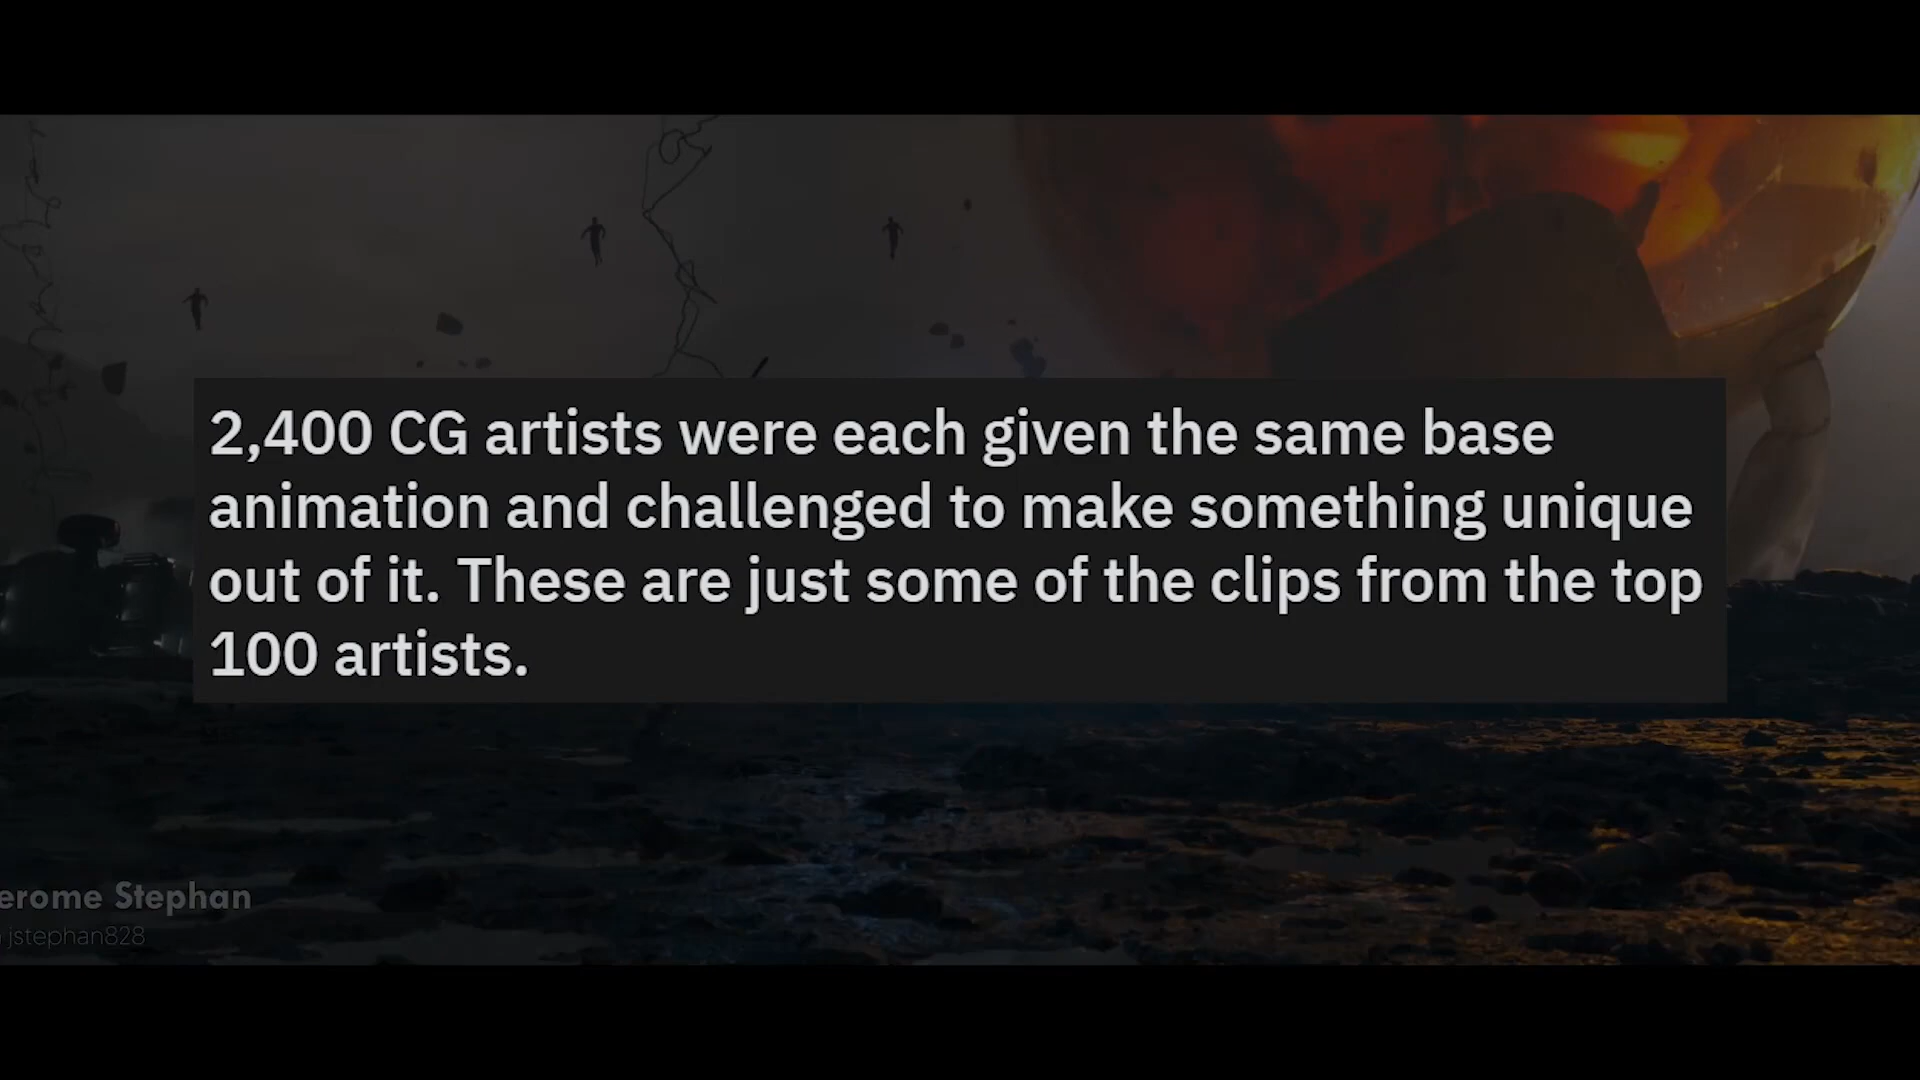 2,400 CG artists were each given the same base
animation and challenged to make something unique
out of it. These are just some of the clips from the top
100 artists.
erome Stephan
jstephan828